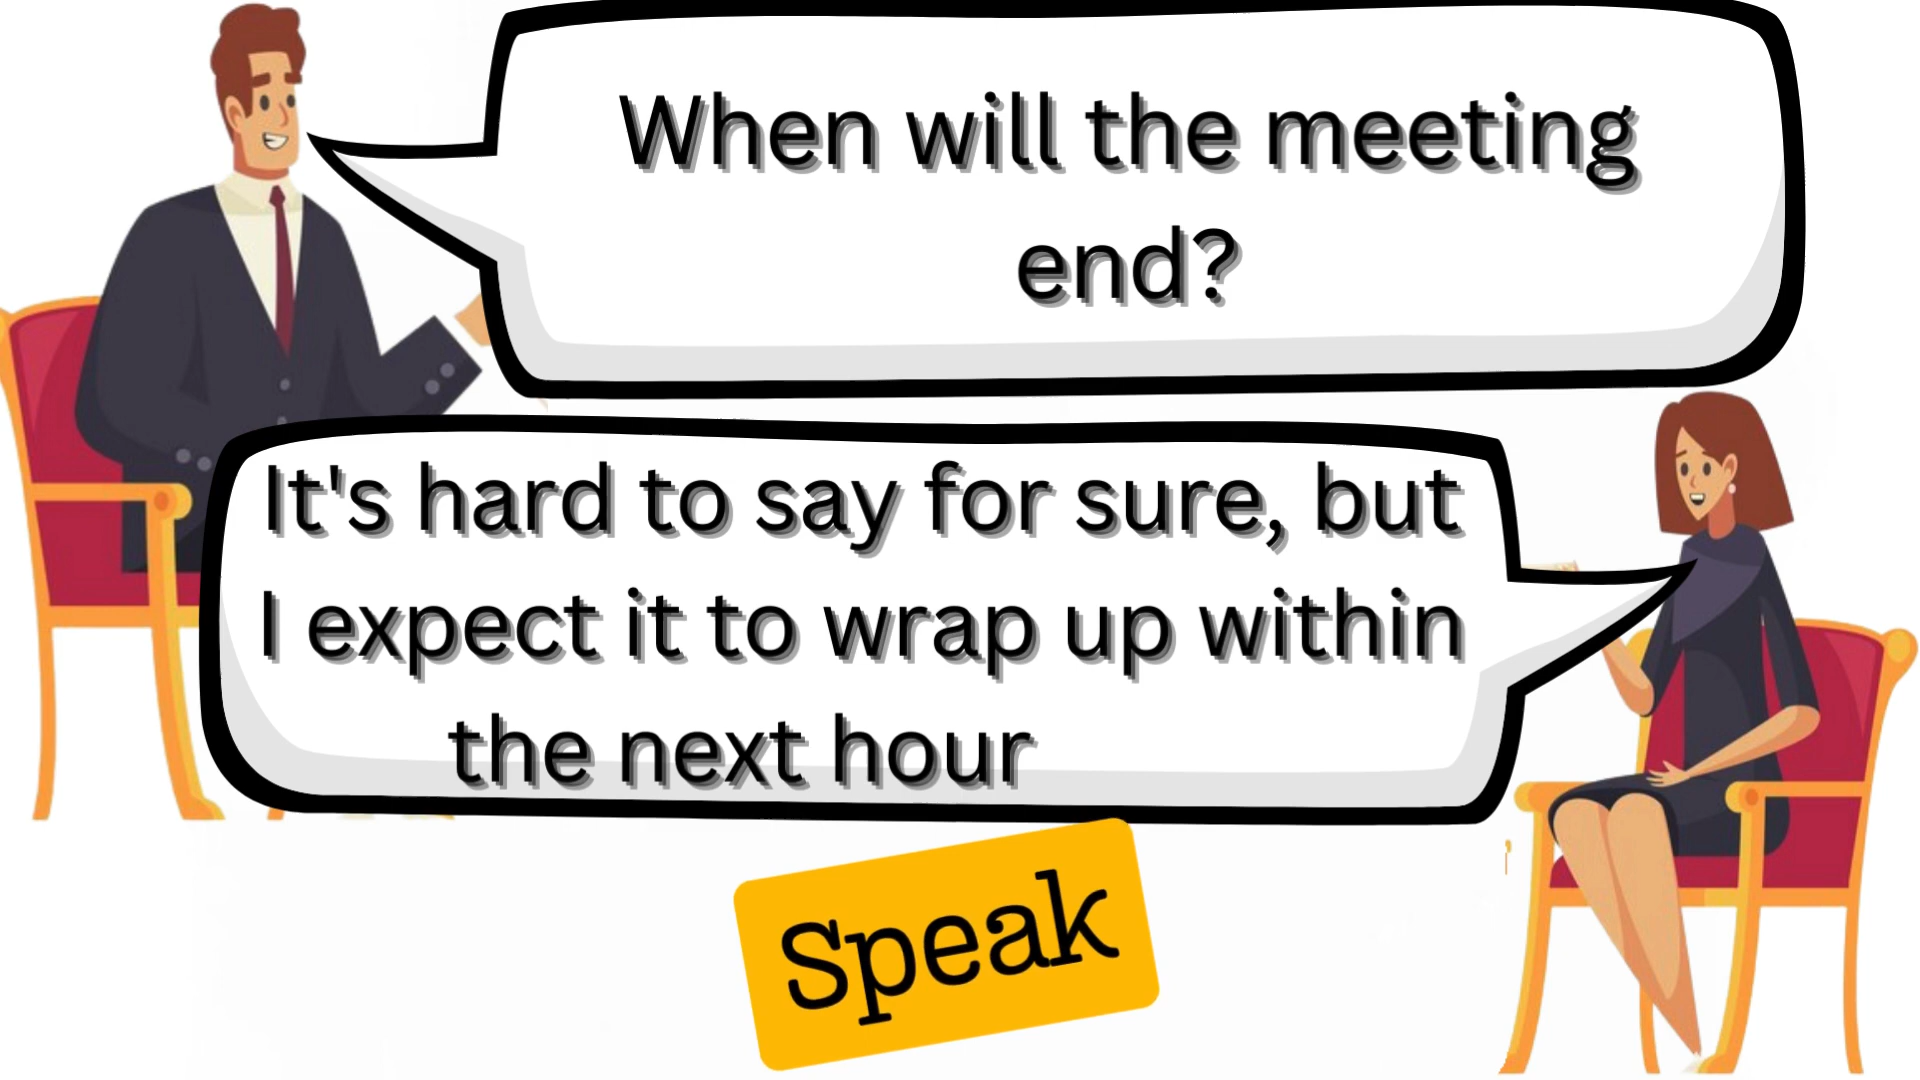 When will the meeting
end?
It's hard to say for sure, but
I expect it to wrap up within
the next hour
Speak